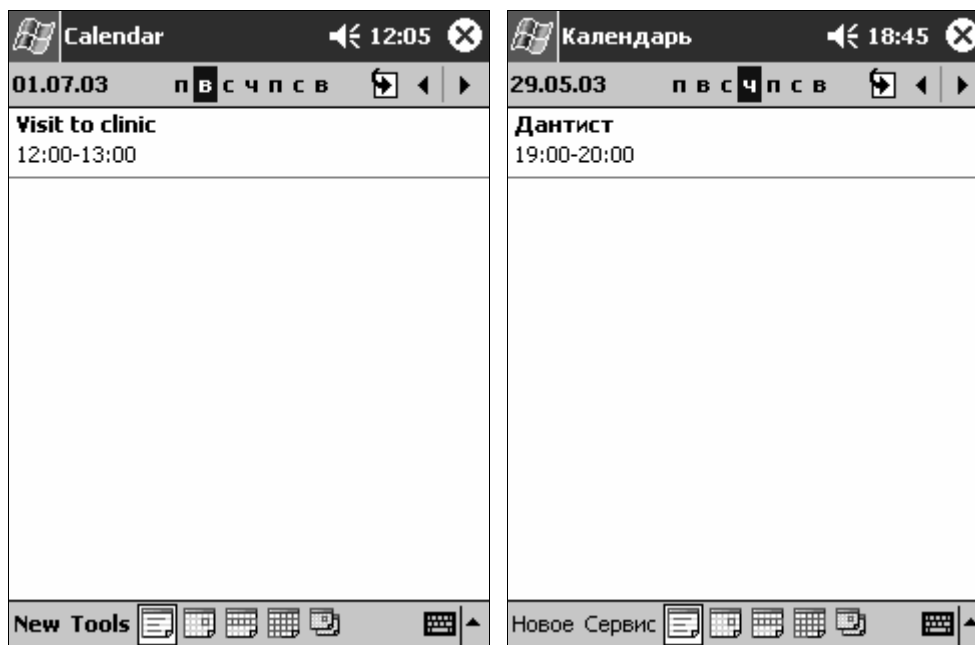 Calendar 12:05
01.07.03 п в с ч п с в
Visit to clinic
12:00-13:00
New Tools
Календарь 18:45
29.05.03 п в с ч п с в
Дантист
19:00-20:00
Новое Сервис